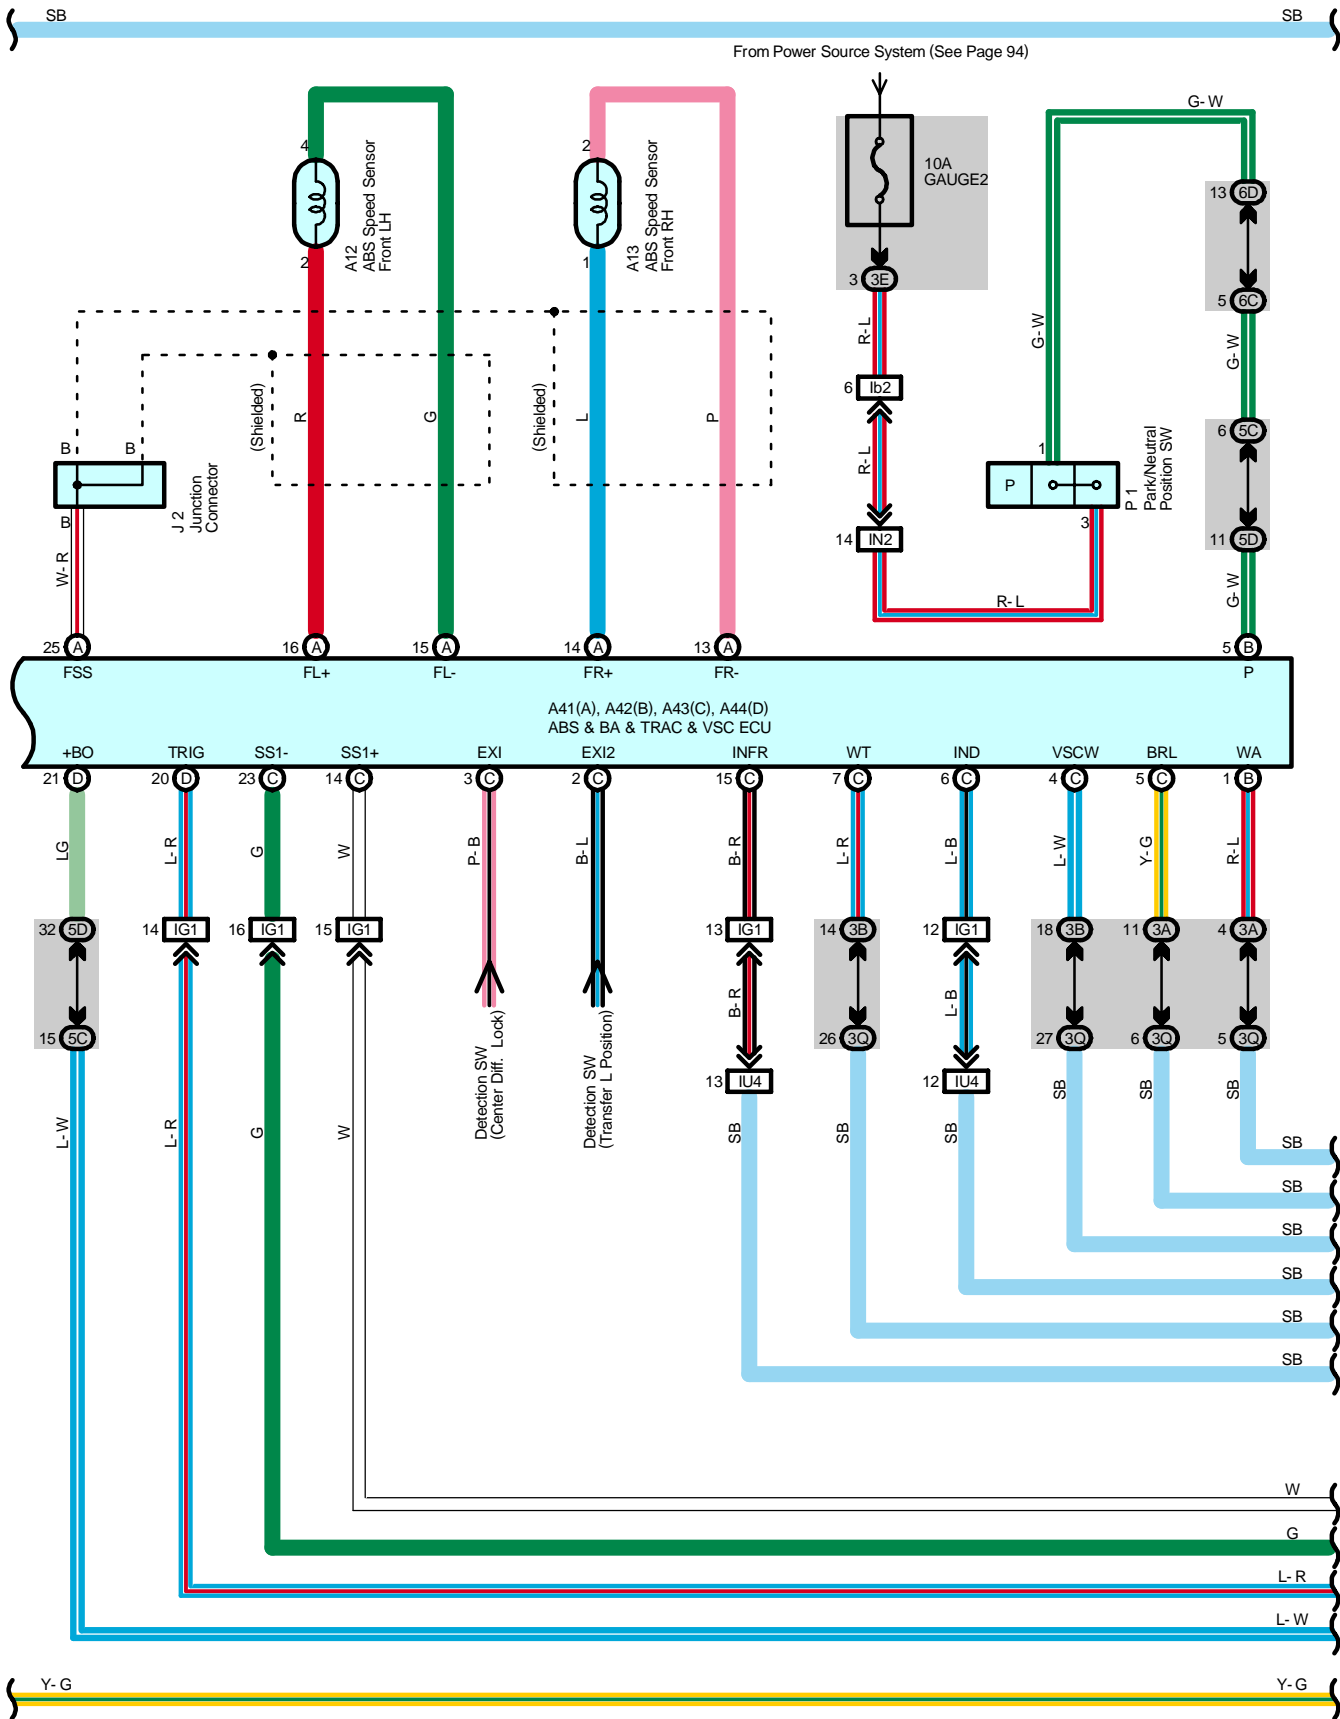 SB
SB
From Power Source System (See Page 94)
G- W
4
2
10A
GAUGE2
13 6D
A12
ABS Speed Sensor
Front LH
A13
ABS Speed Sensor
Front RH
2
1
3 3E
5 6C
R- L
G- W
G- W
6 Ib2
(Shielded)
R
G
(Shielded)
L
P
6 5C
B
B
R- L
1
P
P 1
Park/Neutral
Position SW
J 2
Junction
Connector
B
3
14 IN2
11 5D
W- R
R- L
G- W
25 A
16 A
15 A
14 A
13 A
5 B
FSS
FL+
FL-
FR+
FR-
P
A41(A), A42(B), A43(C), A44(D)
ABS & BA & TRAC & VSC ECU
+BO
TRIG
SS1-
SS1+
EXI
EXI2
INFR
WT
IND
VSCW
BRL
WA
21 D
20 D
23 C
14 C
3 C
2 C
15 C
7 C
6 C
4 C
5 C
1 B
LG
L- R
G
W
P- B
B- L
B- R
L- R
L- B
L- W
Y- G
R- L
32 5D
14 IG1
16 IG1
15 IG1
13 IG1
14 3B
12 IG1
18 3B
11 3A
4 3A
B- R
L- B
15 5C
26 3Q
27 3Q
6 3Q
5 3Q
Detection SW
(Center Diff. Lock)
Detection SW
(Transfer L Position)
13 IU4
12 IU4
L- W
L- R
G
W
SB
SB
SB
SB
SB
SB
SB
SB
SB
SB
SB
SB
W
G
L- R
L- W
Y- G
Y- G